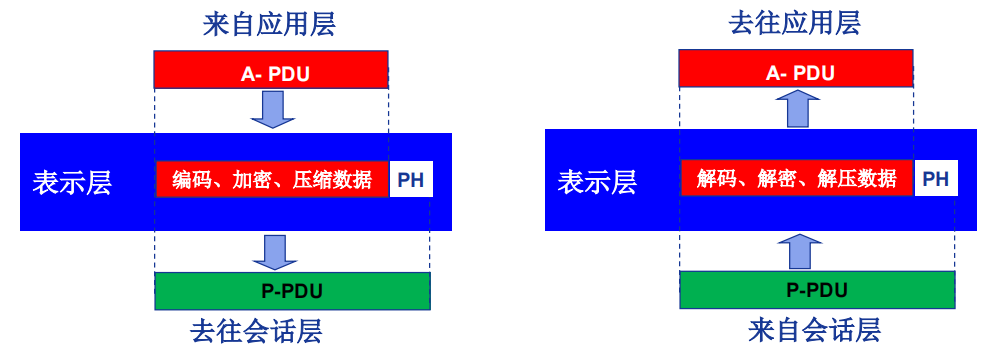 来自应用层
A- PDU
表示层
编码、加密、压缩数据
PH
P-PDU
去往会话层
去往应用层
A- PDU
表示层
解码、解密、解压数据
PH
P-PDU
来自会话层